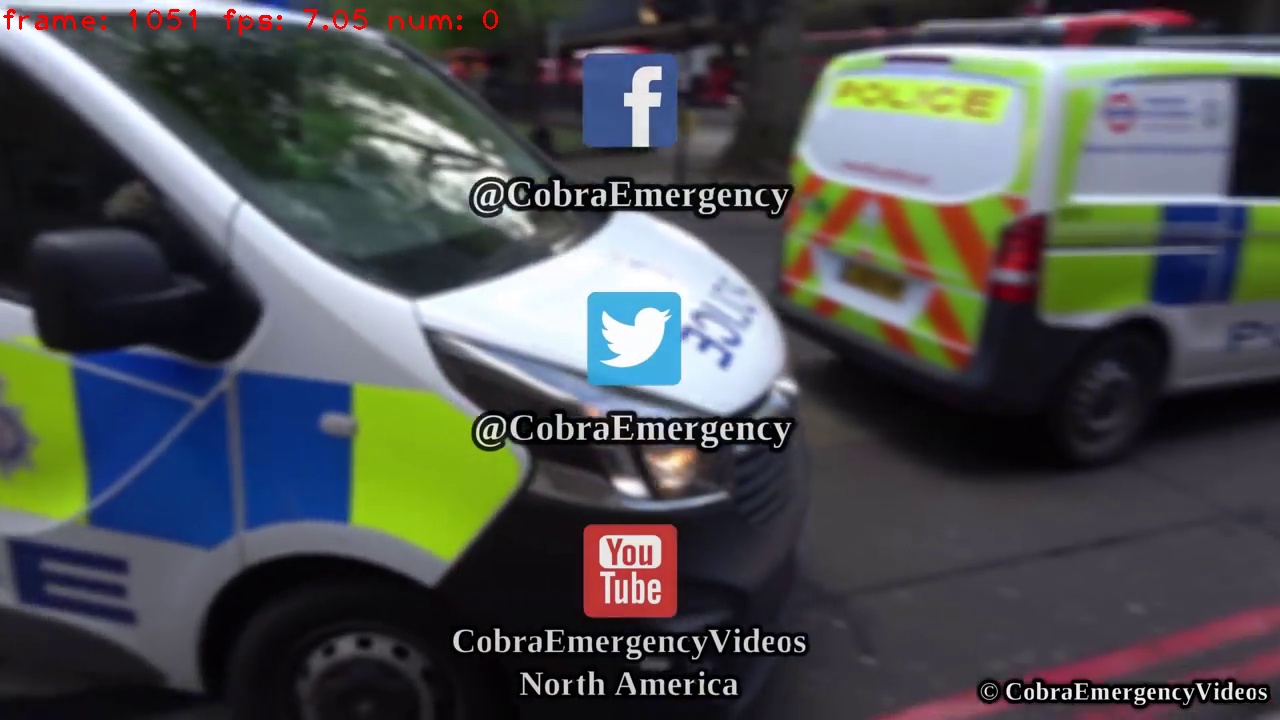 frame: 1051 fps: 7.05 num: 0
f
POLICE
@CobraEmergency
POLICE
@CobraEmergency
E
You
Tube
CobraEmergencyVideos
North America
© CobraEmergencyVideos